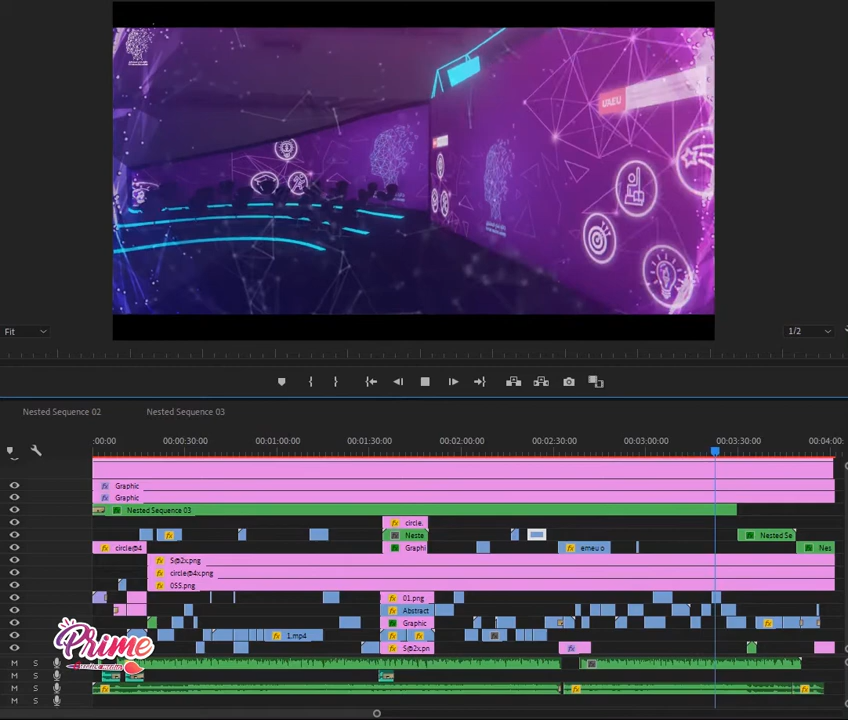 UAEU
Fit
1/2
Nested Sequence 02
Nested Sequence 03
:00:00
00:00:30:00
00:01:00:00
00:01:30:00
00:02:00:00
00:02:30:00
00:03:00:00
00:03:30:00
00:04:00:
Graphic
Graphic
Nested Sequence 03
circle.
Neste
Nested Se
circle@4
Graphi
emeu o
Nes
S@2x.png
circle@4x.png
055.png
01.png
Abstract
Graphic
1.mp4
S@2x.pn
Prime
M S
M S
M S
M S